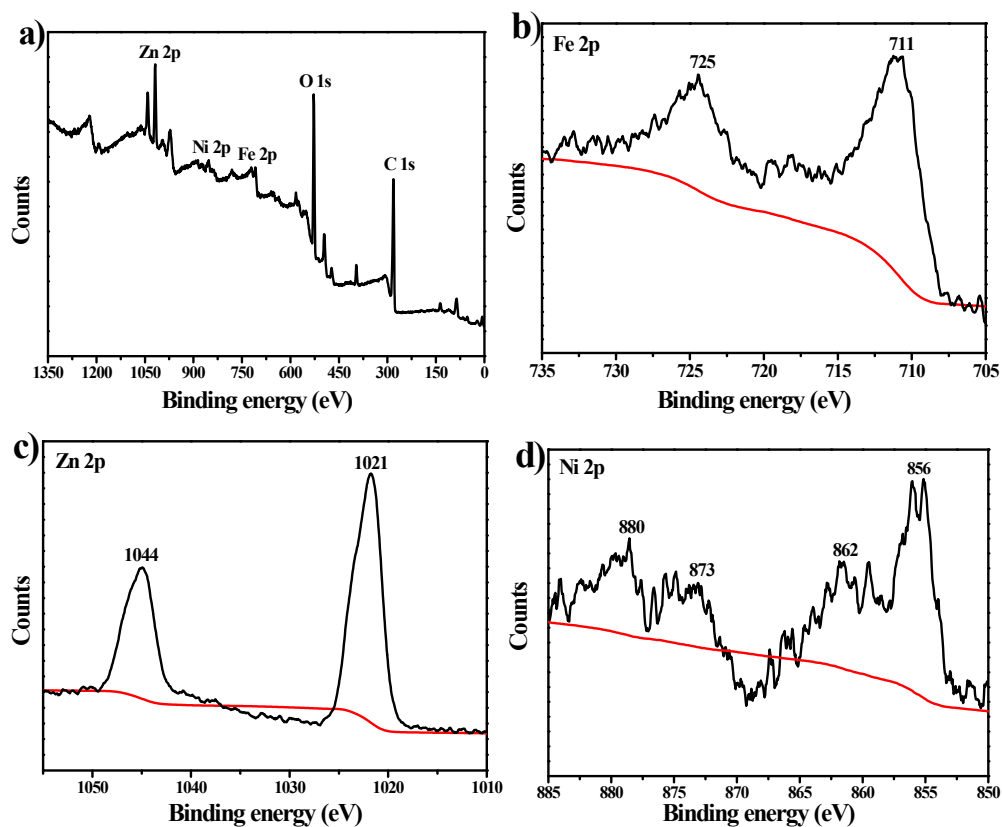 a)
Zn 2p
O 1s
Ni 2p
Fe 2p
C 1s
Counts
1350 1200 1050 900 750 600 450 300 150 0
Binding energy (eV)
b)
Fe 2p
725
711
Counts
735 730 725 720 715 710 705
Binding energy (eV)
c)
Zn 2p
1021
1044
Counts
1050 1040 1030 1020 1010
Binding energy (eV)
d)
Ni 2p
856
880
862
873
Counts
885 880 875 870 865 860 855 850
Binding energy (eV)